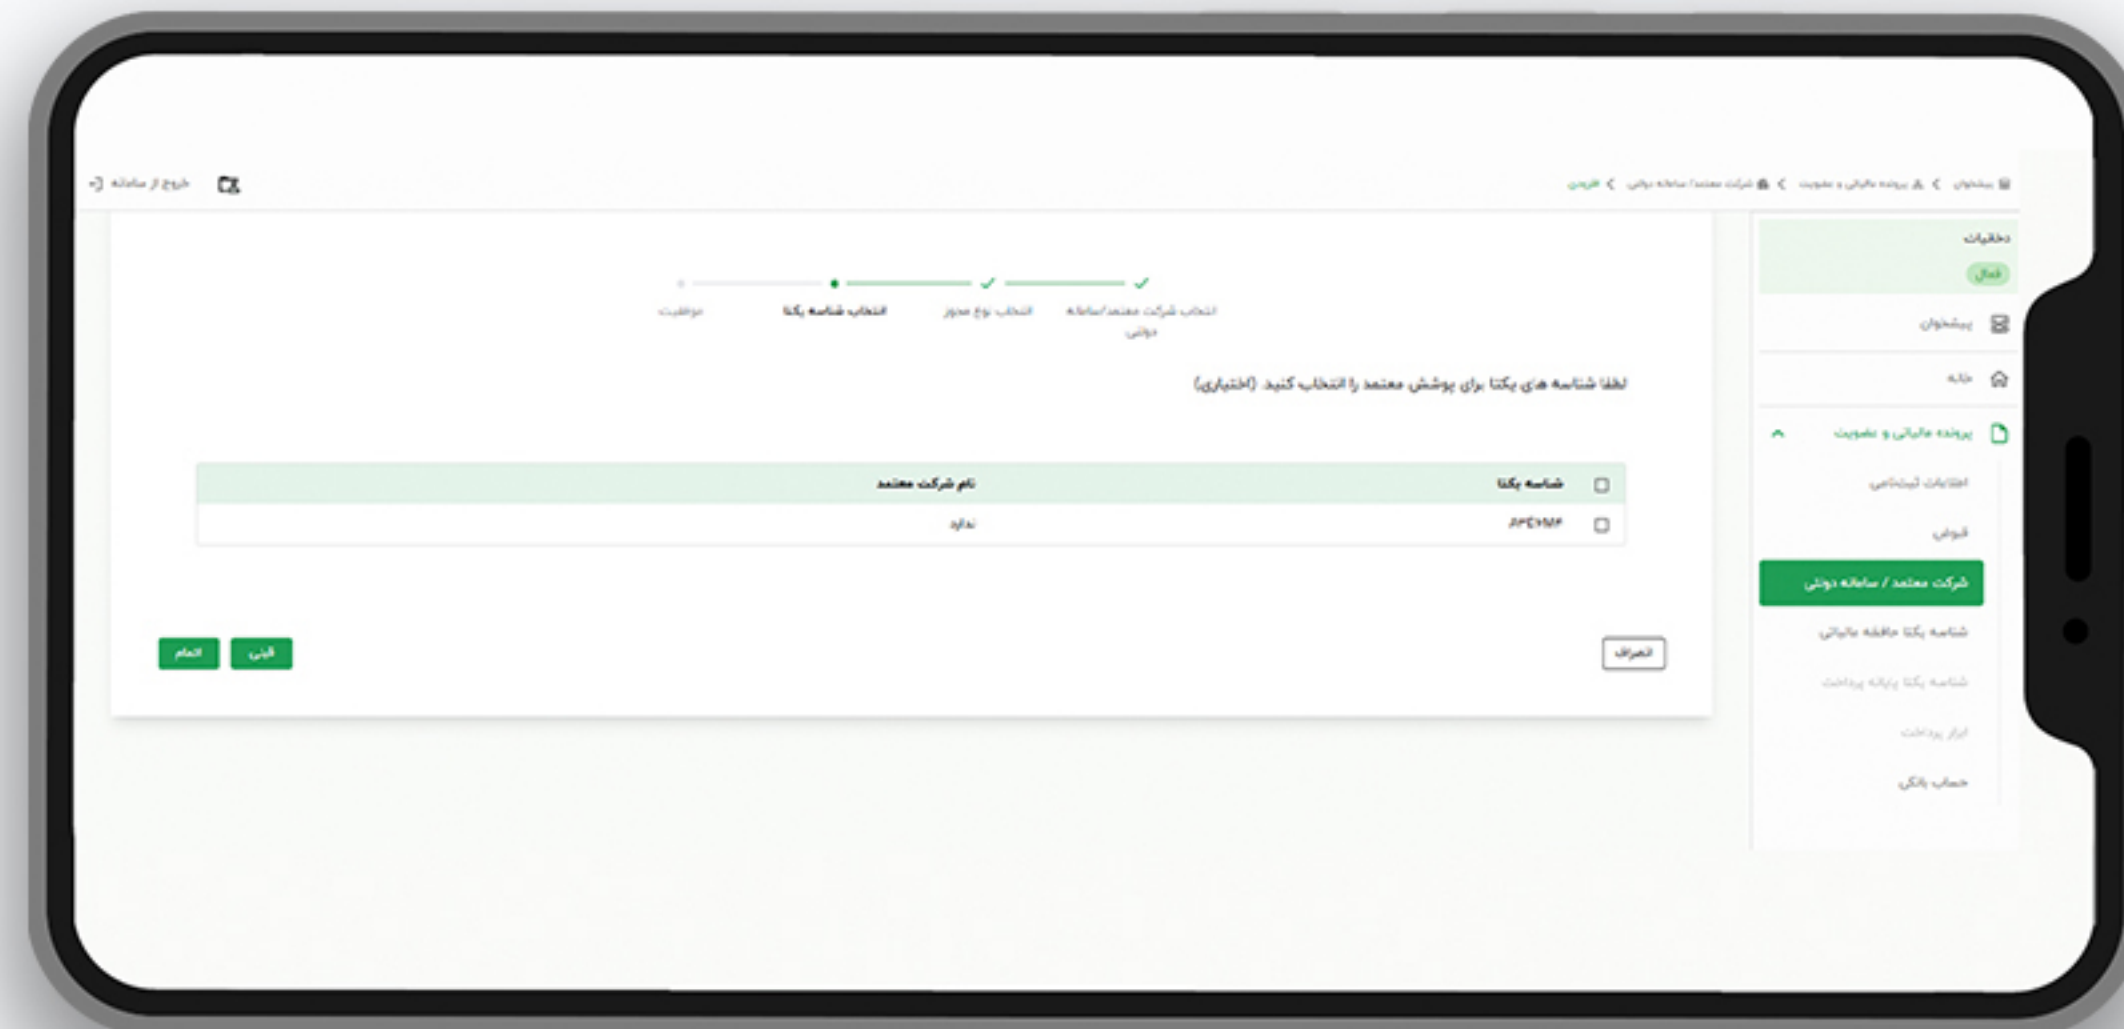 پیشخوان > پرونده مالیاتی و عضویت > شرکت معتمد/ سامانه دولتی > افزودن
خروج از سامانه
دخانیات
فعال
پیشخوان
خانه
پرونده مالیاتی و عضویت
اطلاعات ثبت‌نامی
قبوض
شرکت معتمد / سامانه دولتی
شناسه یکتا حافظه مالیاتی
شناسه یکتا پایانه پرداخت
ابزار پرداخت
حساب بانکی
انتخاب شرکت معتمد/سامانه دولتی
انتخاب نوع مجوز
انتخاب شناسه یکتا
موفقیت
لطفا شناسه های یکتا برای پوشش معتمد را انتخاب کنید. (اختیاری)
شناسه یکتا نام شرکت معتمد
ندارد
انصراف
قبلی
اتمام